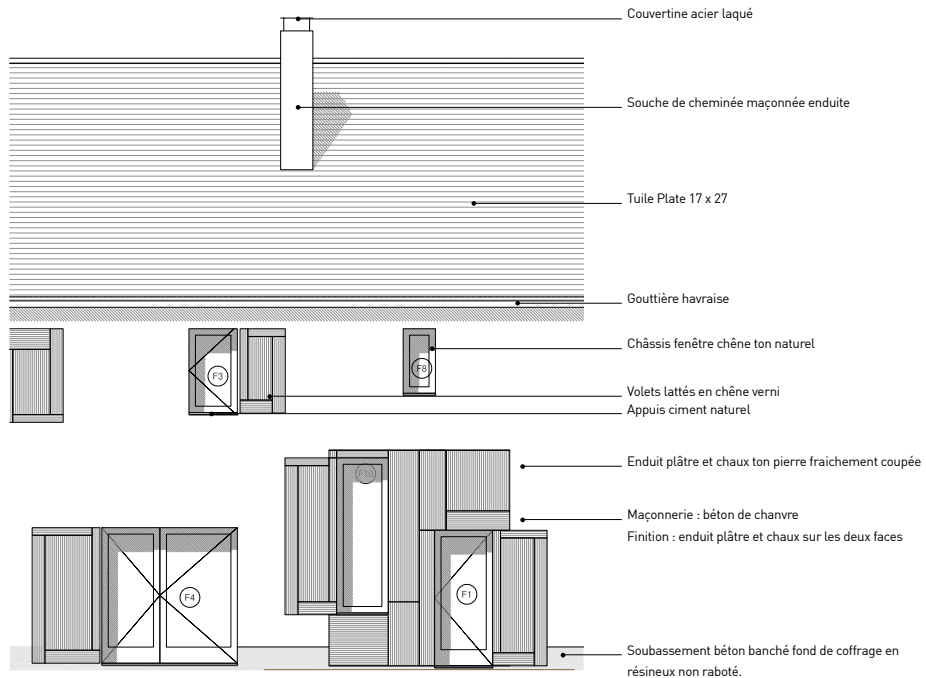 Couvertine acier laqué
Souche de cheminée maçonnée enduite
Tuile Plate 17 x 27
Gouttière havraise
Châssis fenêtre chêne ton naturel
F3
F8
Volets lattés en chêne verni
Appuis ciment naturel
Enduit plâtre et chaux ton pierre fraichement coupée
F10
Maçonnerie : béton de chanvre
Finition : enduit plâtre et chaux sur les deux faces
F4
F1
Soubassement béton banché fond de coffrage en
résineux non raboté.